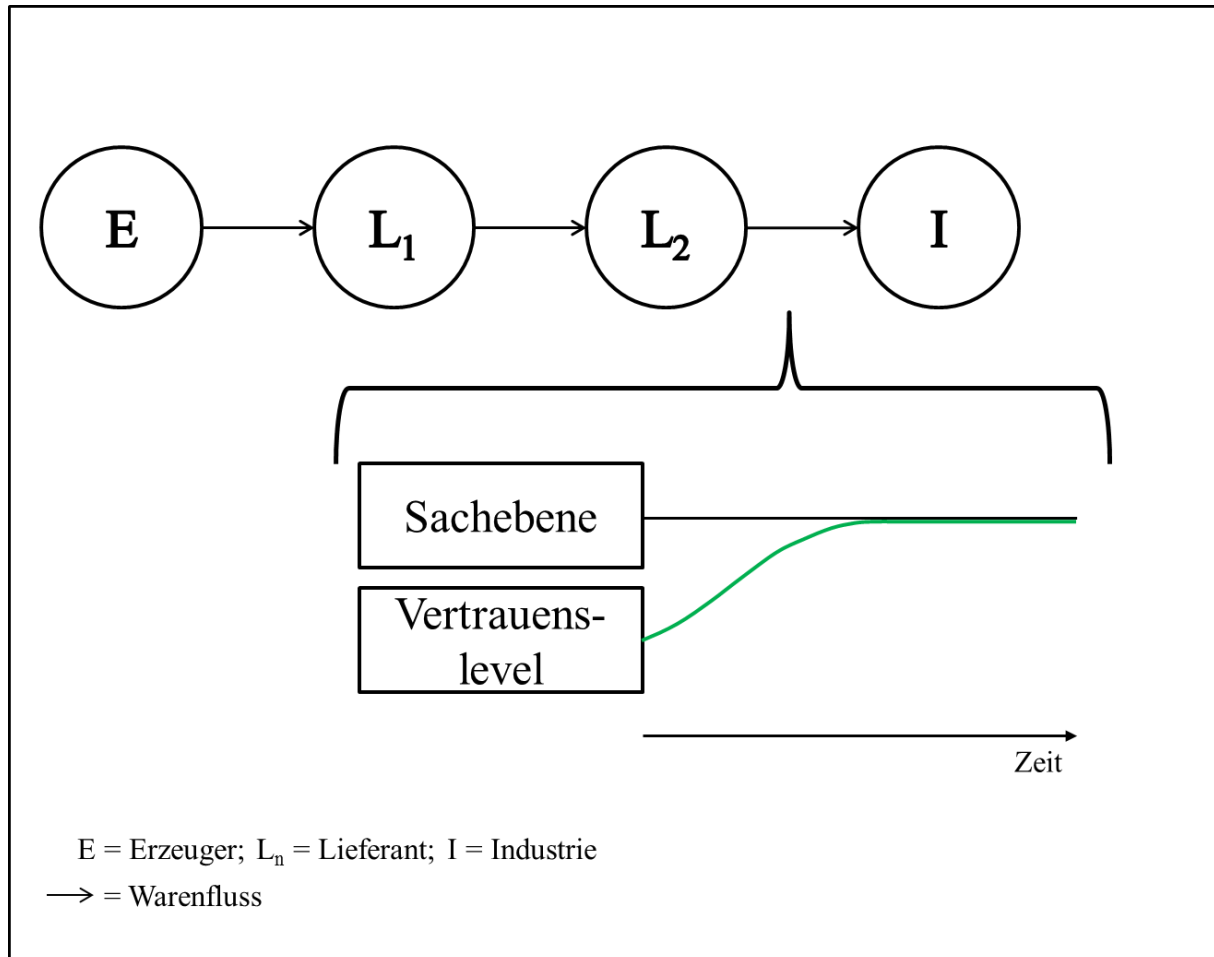 E
L1
L2
I
Sachebene
Vertrauens-
level
Zeit
E = Erzeuger; Ln = Lieferant; I = Industrie
= Warenfluss